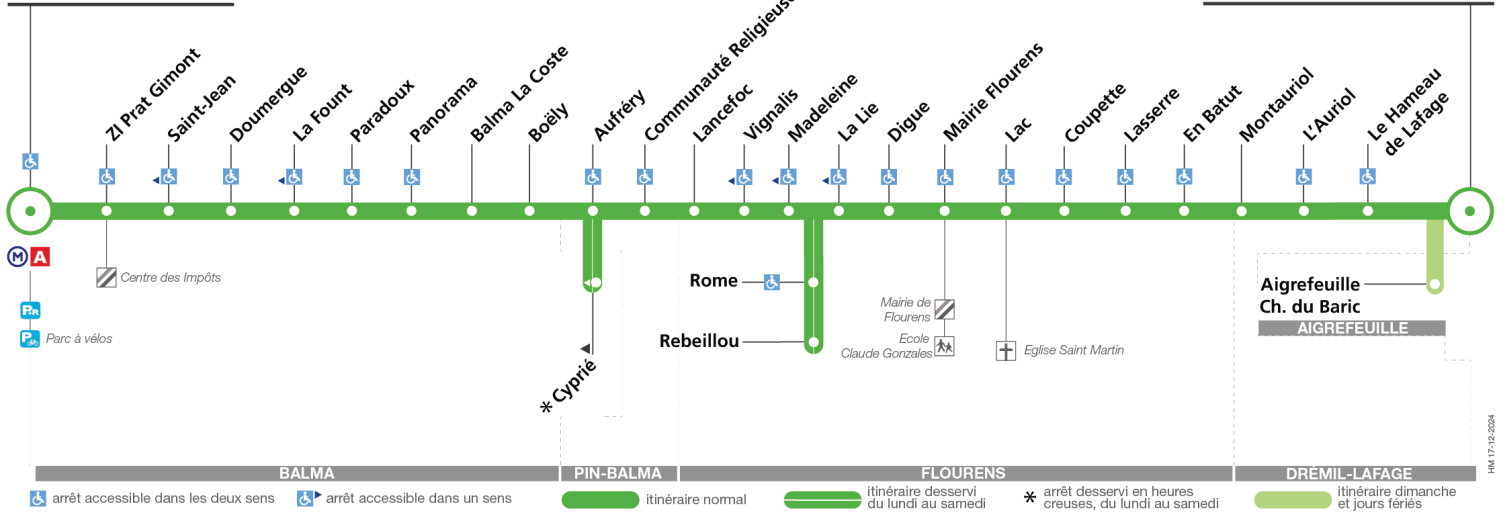 ZI Prat Gimont
Saint-Jean
Doumergue
La Fount
Paradoux
Panorama
Balma La Coste
Boëly
Aufréry
Communauté Religieuse
Lancefoc
Vignalis
Madeleine
La Lie
Digue
Mairie Flourens
Lac
Coupette
Lasserre
En Batut
Montauriol
L'Auriol
Le Hameau
de Lafage
M A
Centre des Impôts
P+R
Parc à vélos
* Cyprié
Rome
Rebeillou
Mairie de
Flourens
Ecole
Claude Gonzales
Eglise Saint Martin
Aigrefeuille
Ch. du Baric
AIGREFEUILLE
HM 17-12-2024
BALMA
PIN-BALMA
FLOURENS
DRÉMIL-LAFAGE
arrêt accessible dans les deux sens
arrêt accessible dans un sens
itinéraire normal
itinéraire desservi
du lundi au samedi
* arrêt desservi en heures
creuses, du lundi au samedi
itinéraire dimanche
et jours fériés